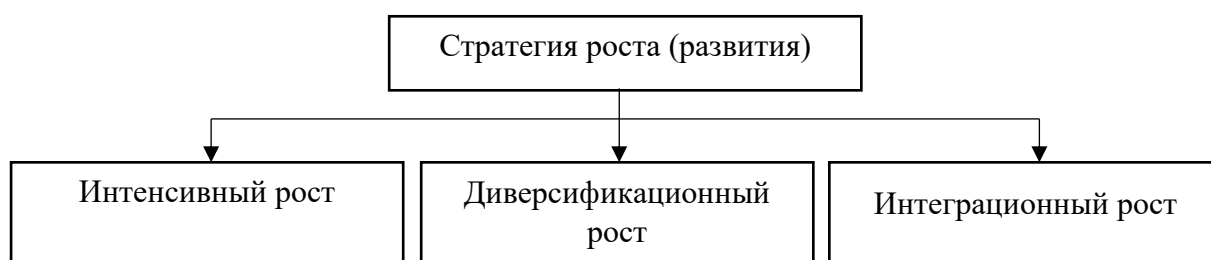 Стратегия роста (развития)
Интенсивный рост
Диверсификационный
рост
Интеграционный рост